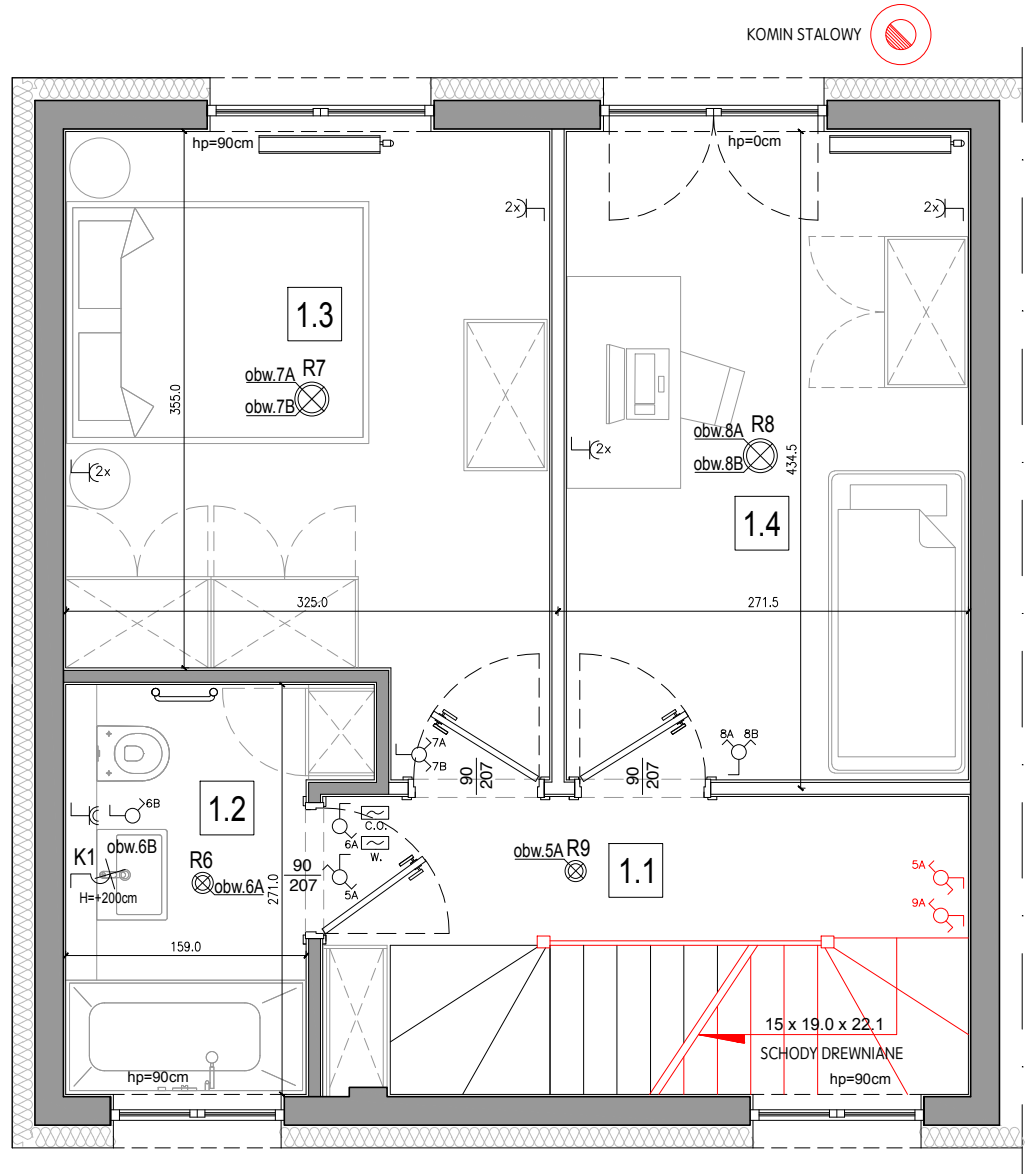 KOMIN STALOWY
hp=90cm
hp=0cm
2x
2x
1.3
obw.7A R7
obw.7B
355.0
2x
obw.8A R8
obw.8B
434.5
2x
1.4
325.0
271.5
7A
7B
90
207
90
207
8A 8B
1.2
6B
K1
obw.6B
H=+200cm
R6
obw.6A
271.0
159.0
C.O.
6A
W.
90
207
5A
obw.5A R9
1.1
5A
9A
15 x 19.0 x 22.1
SCHODY DREWNIANE
hp=90cm
hp=90cm